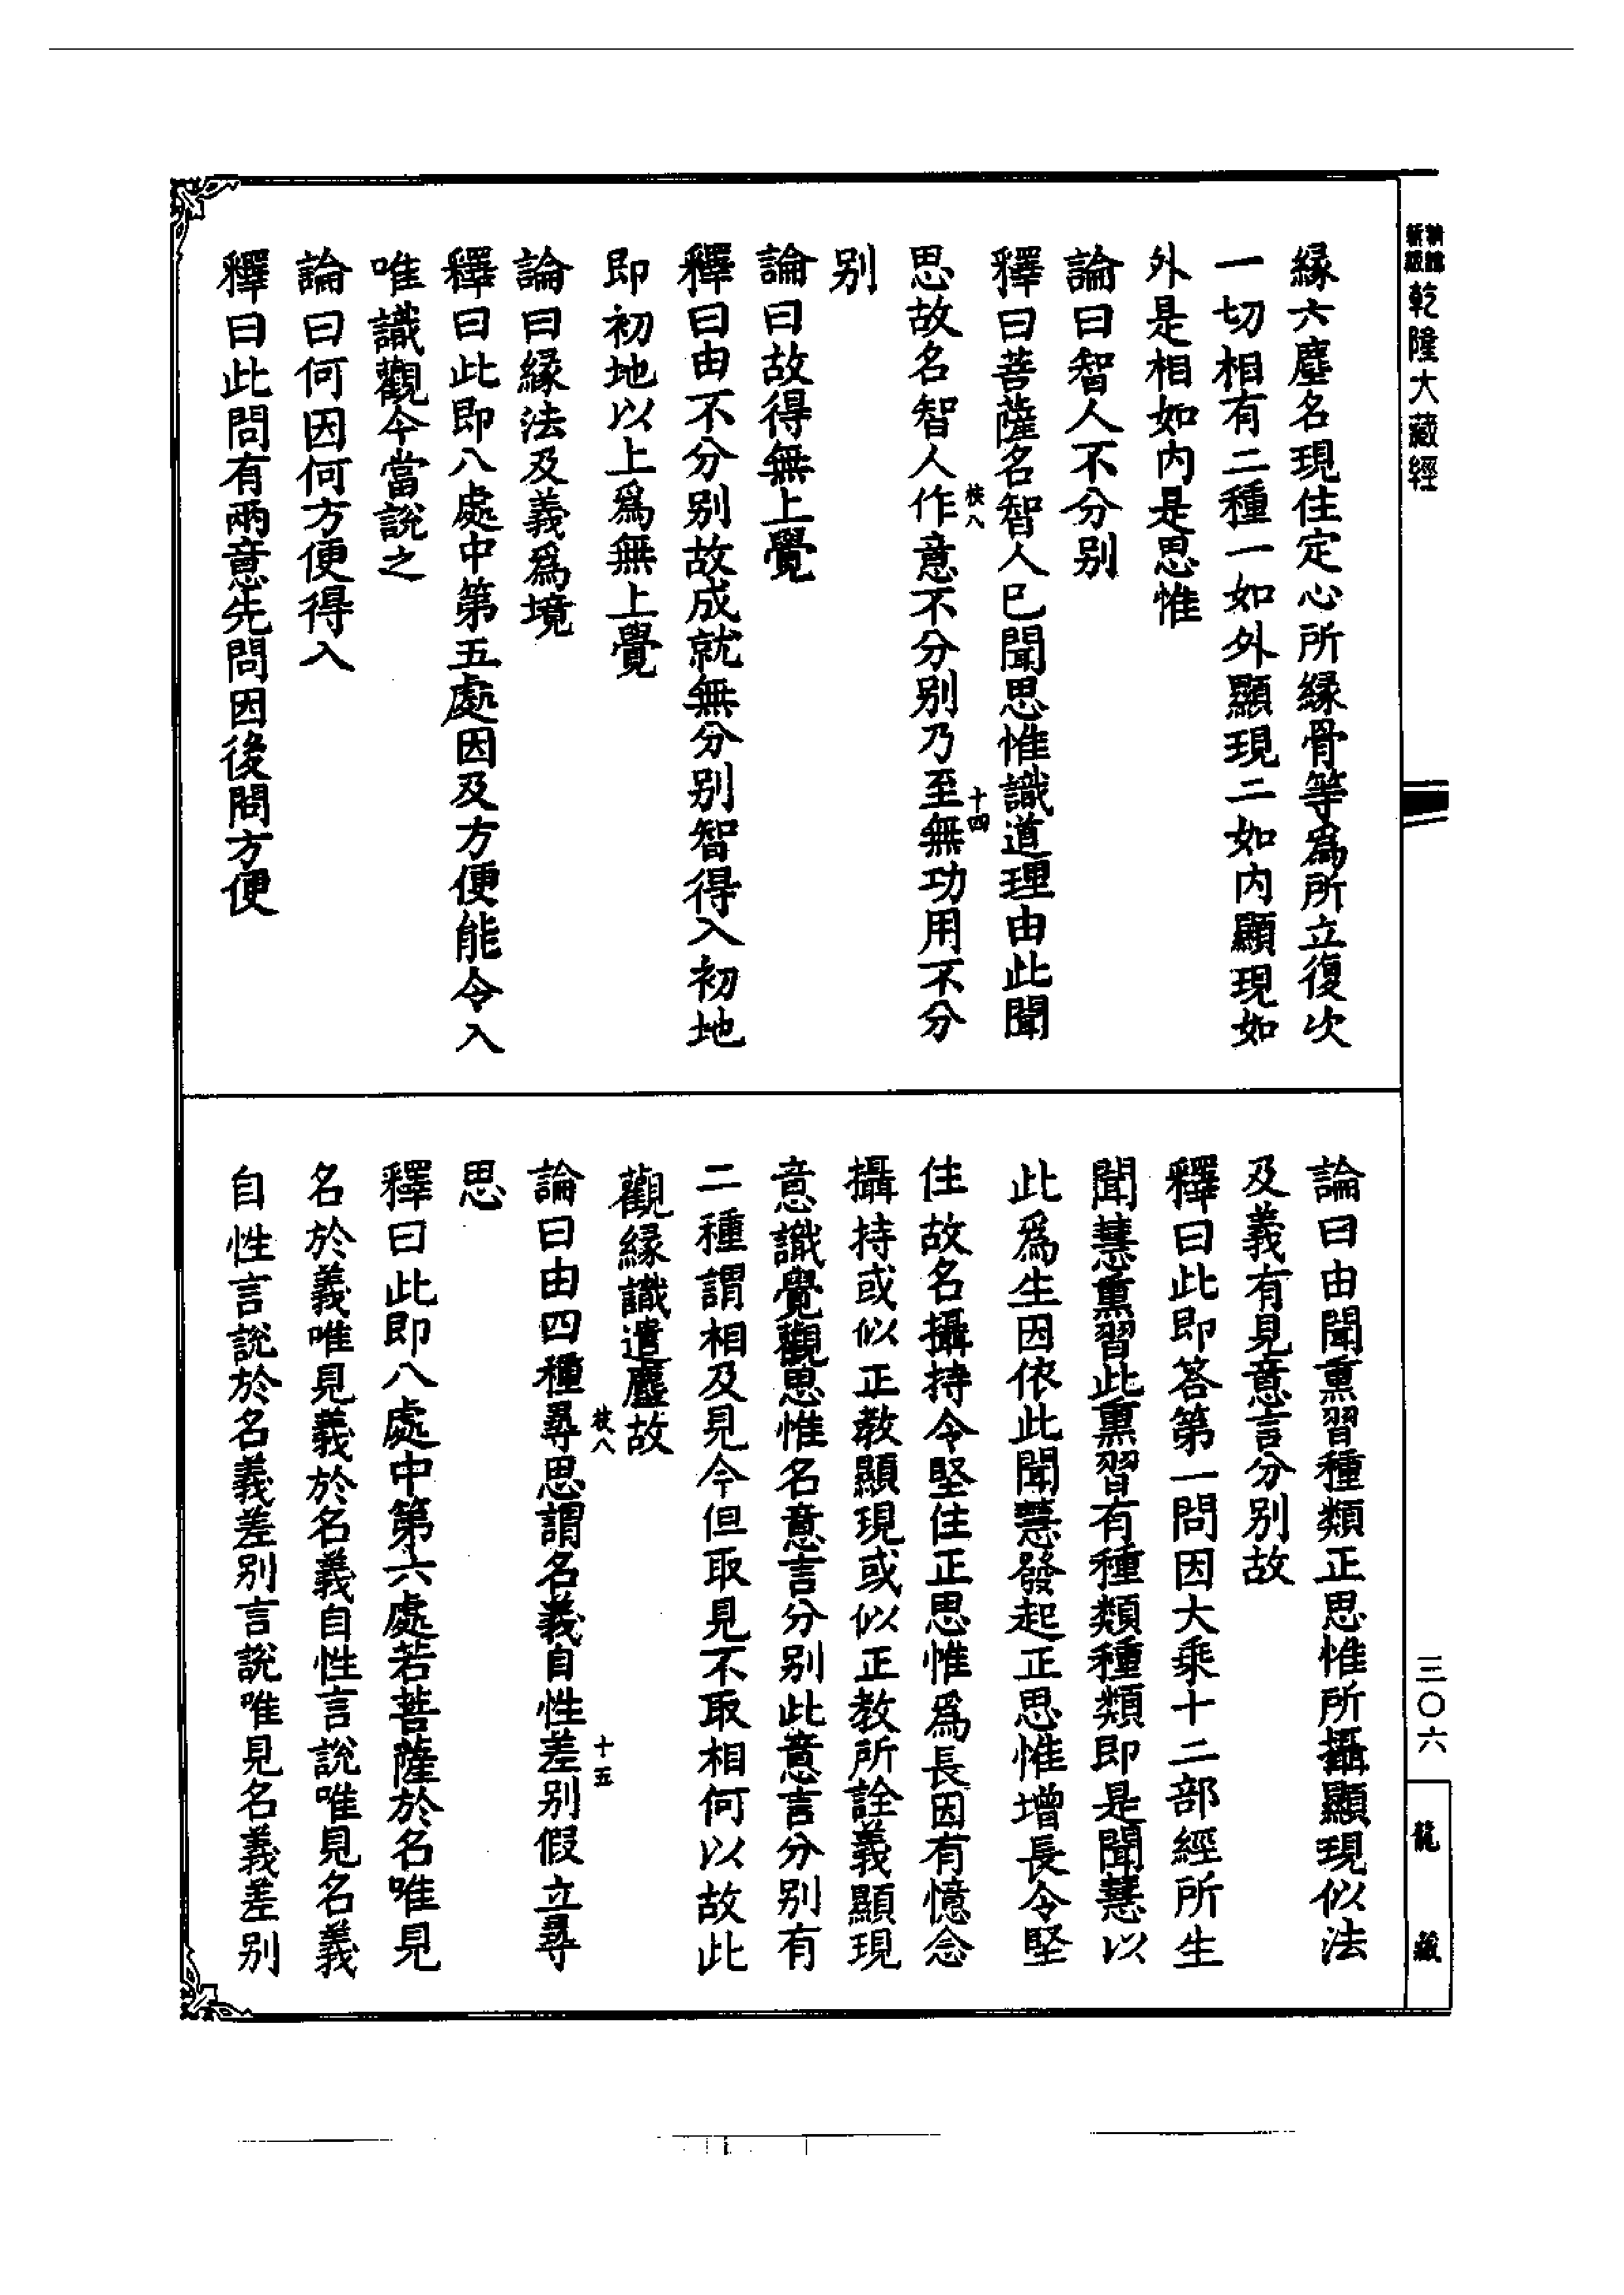 乾隆大藏經
緣六塵名現住定心所緣骨等爲所立復次
一切相有二種一如外顯現二如內顯現如
外是相如內是思惟
論曰智人不分别
釋曰菩薩名智人已聞思惟識道理由此聞
思故名智人作意不分别乃至無功用不分
别
論曰故得無上覺
釋曰由不分别故成就無分别智得入初地
即初地以上爲無上覺
論曰緣法及義爲境
釋曰此即八處中第五處因及方便能令入
唯識觀今當說之
論曰何因何方便得入
釋曰此問有兩意先問因後問方便
論曰由聞熏習種類正思惟所攝顯現似法
及義有見意言分别故
釋曰此即答第一問因大乘十二部經所生
聞慧熏習此熏習有種類種類即是聞慧以
此爲生因依此聞慧發起正思惟增長令堅
住故名攝持令堅住正思惟爲長因有憶念
攝持或似正教顯現或似正教所詮義顯現
意識覺觀思惟名意言分别此意言分别有
二種謂相及見今但取見不取相何以故此
觀緣識遣塵故
論曰由四種尋思謂名義自性差别假立尋
思
釋曰此即八處中第六處若菩薩於名唯見
名於義唯見義於名義自性言說唯見名義
自性言說於名義差别言說唯見名義差别
十四
十五
三〇六
龍藏